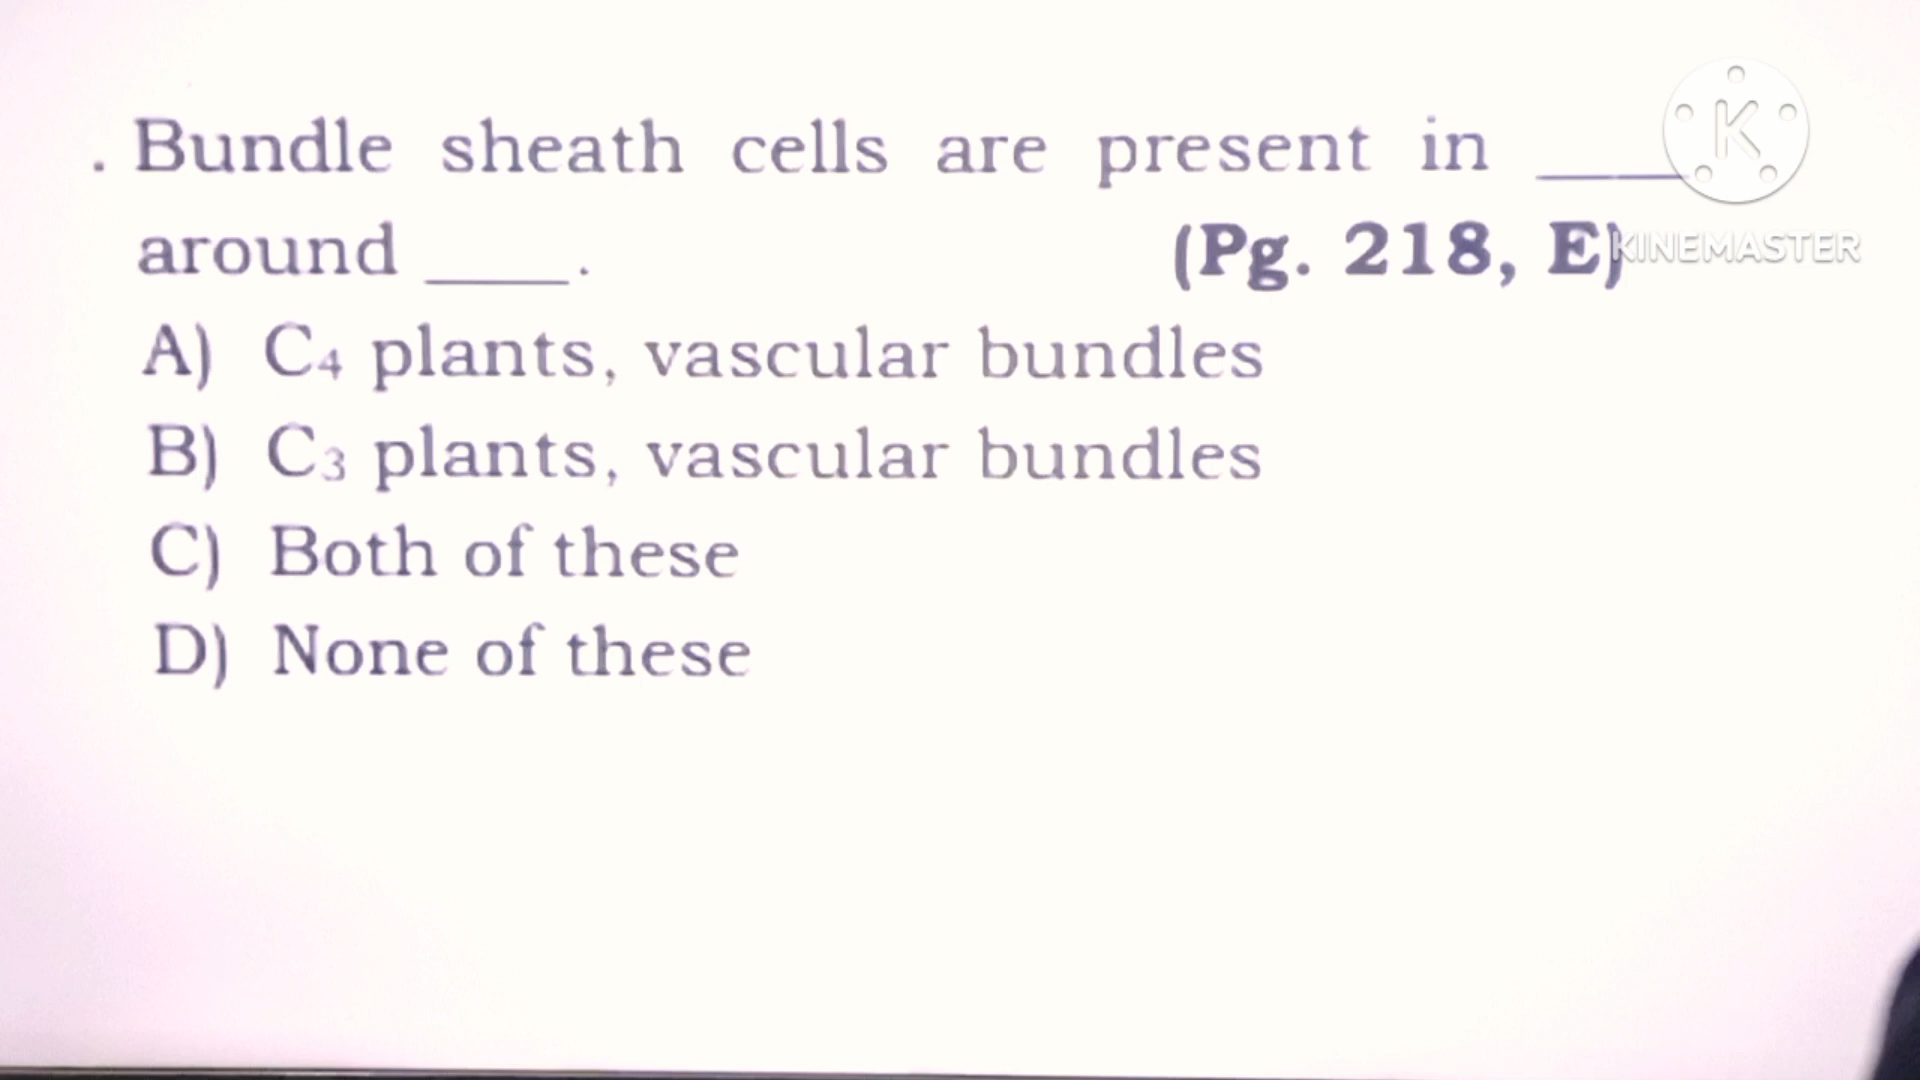 . Bundle sheath cells are present in ____
around ____. (Pg. 218, E)
A) C₄ plants, vascular bundles
B) C₃ plants, vascular bundles
C) Both of these
D) None of these
K
KINEMASTER